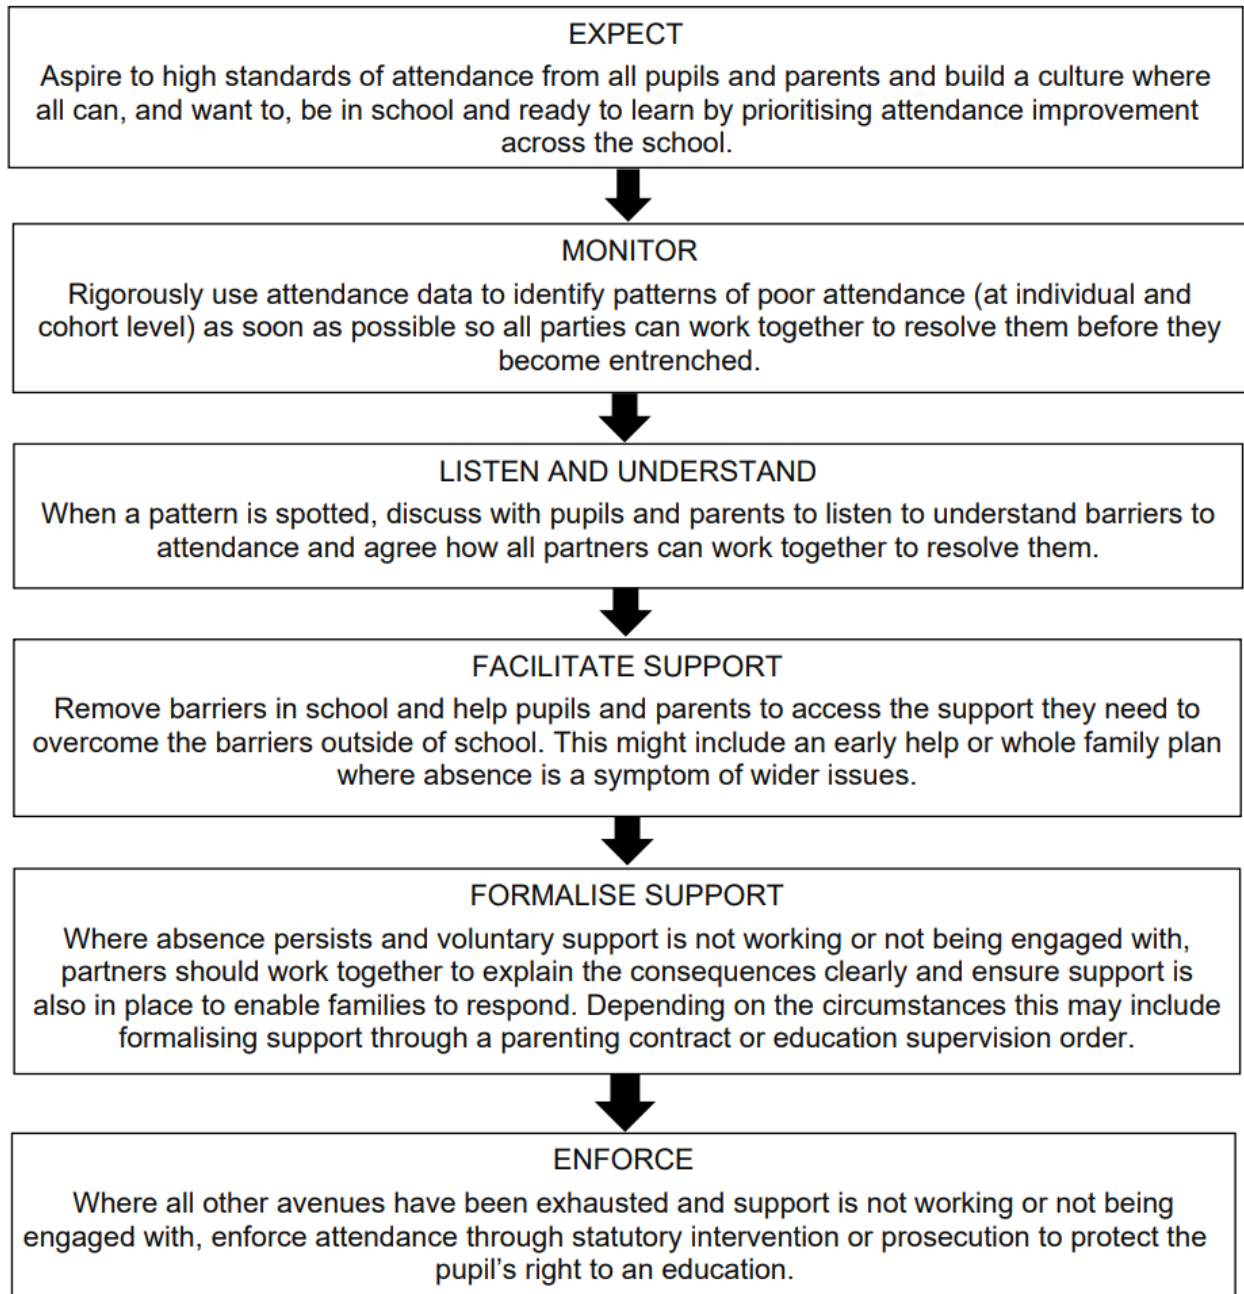 EXPECT
Aspire to high standards of attendance from all pupils and parents and build a culture where
all can, and want to, be in school and ready to learn by prioritising attendance improvement
across the school.
MONITOR
Rigorously use attendance data to identify patterns of poor attendance (at individual and
cohort level) as soon as possible so all parties can work together to resolve them before they
become entrenched.
LISTEN AND UNDERSTAND
When a pattern is spotted, discuss with pupils and parents to listen to understand barriers to
attendance and agree how all partners can work together to resolve them.
FACILITATE SUPPORT
Remove barriers in school and help pupils and parents to access the support they need to
overcome the barriers outside of school. This might include an early help or whole family plan
where absence is a symptom of wider issues.
FORMALISE SUPPORT
Where absence persists and voluntary support is not working or not being engaged with,
partners should work together to explain the consequences clearly and ensure support is
also in place to enable families to respond. Depending on the circumstances this may include
formalising support through a parenting contract or education supervision order.
ENFORCE
Where all other avenues have been exhausted and support is not working or not being
engaged with, enforce attendance through statutory intervention or prosecution to protect the
pupil’s right to an education.